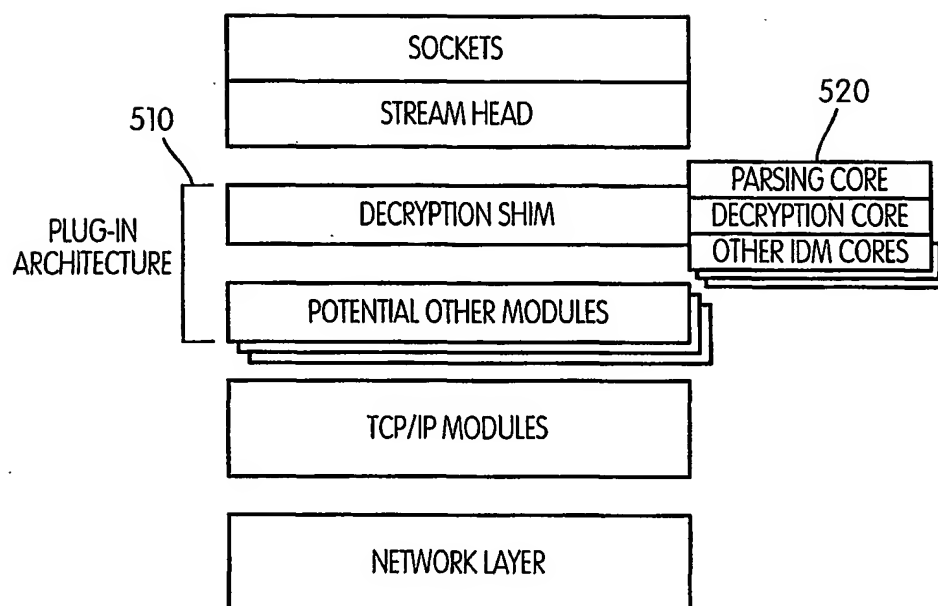 SOCKETS
STREAM HEAD
510
520
PLUG-IN
ARCHITECTURE
DECRYPTION SHIM
PARSING CORE
DECRYPTION CORE
OTHER IDM CORES
POTENTIAL OTHER MODULES
TCP/IP MODULES
NETWORK LAYER